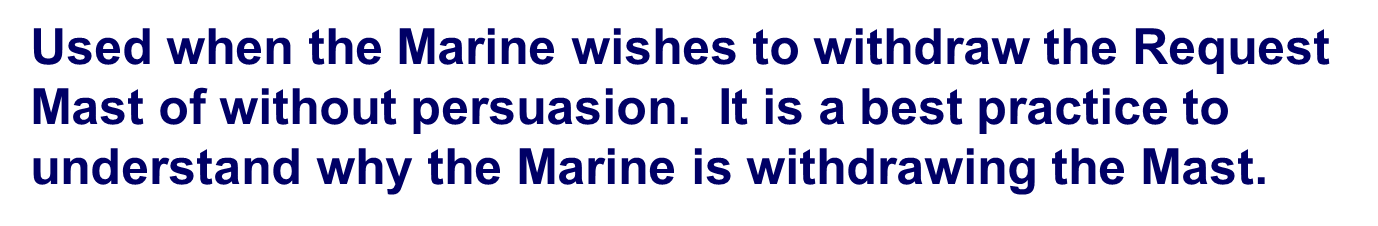 Used when the Marine wishes to withdraw the Request
Mast of without persuasion.  It is a best practice to
understand why the Marine is withdrawing the Mast.